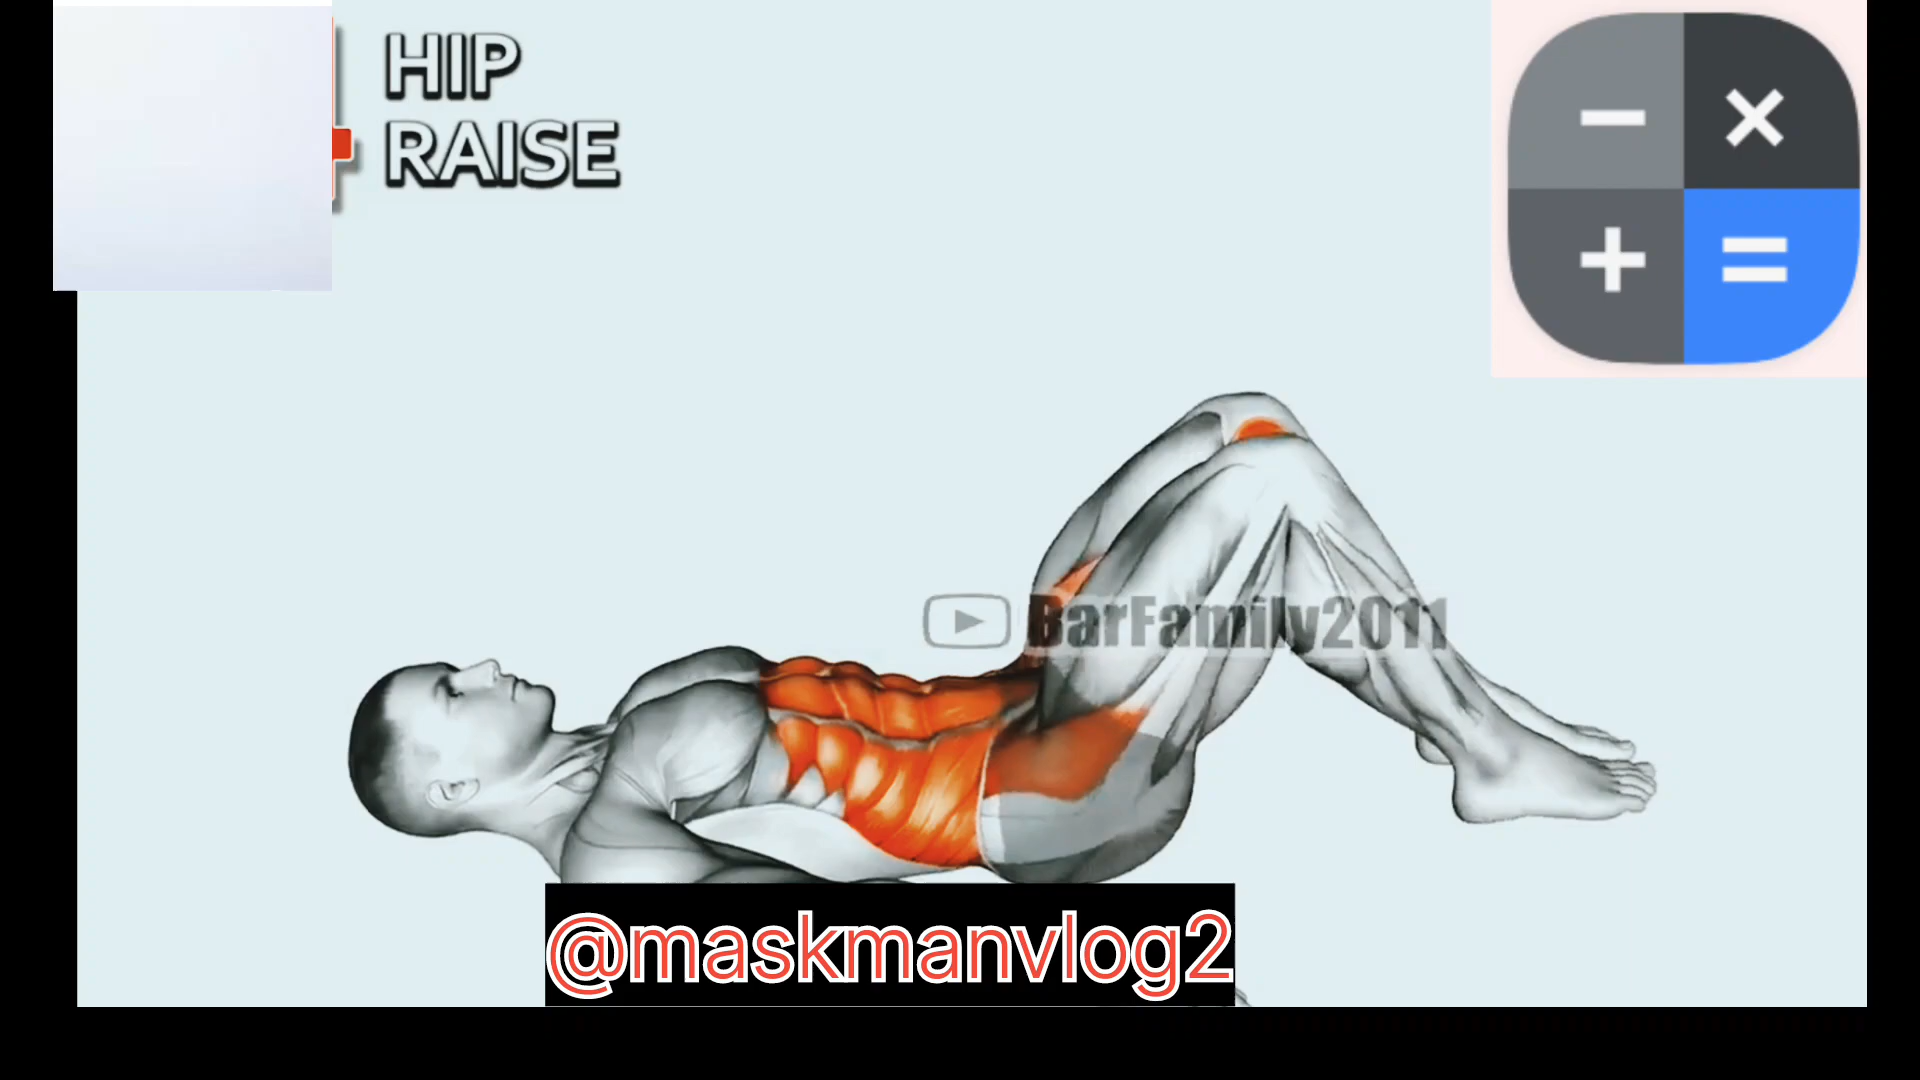 HIP
RAISE
− ×
+ =
BarFamily2011
@maskmanvlog2